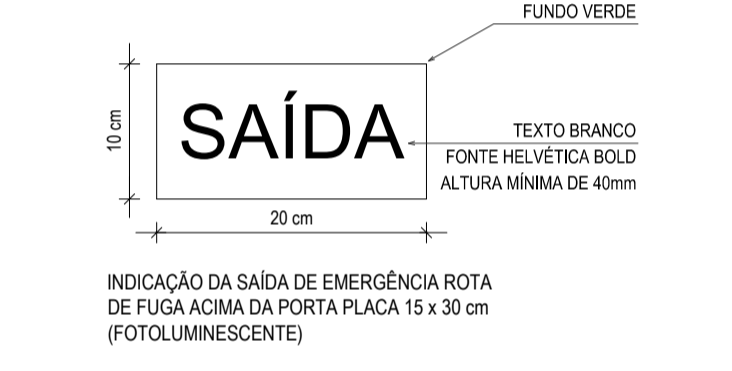 FUNDO VERDE
10 cm
SAÍDA
TEXTO BRANCO
FONTE HELVÉTICA BOLD
ALTURA MÍNIMA DE 40mm
20 cm
INDICAÇÃO DA SAÍDA DE EMERGÊNCIA ROTA
DE FUGA ACIMA DA PORTA PLACA 15 x 30 cm
(FOTOLUMINESCENTE)